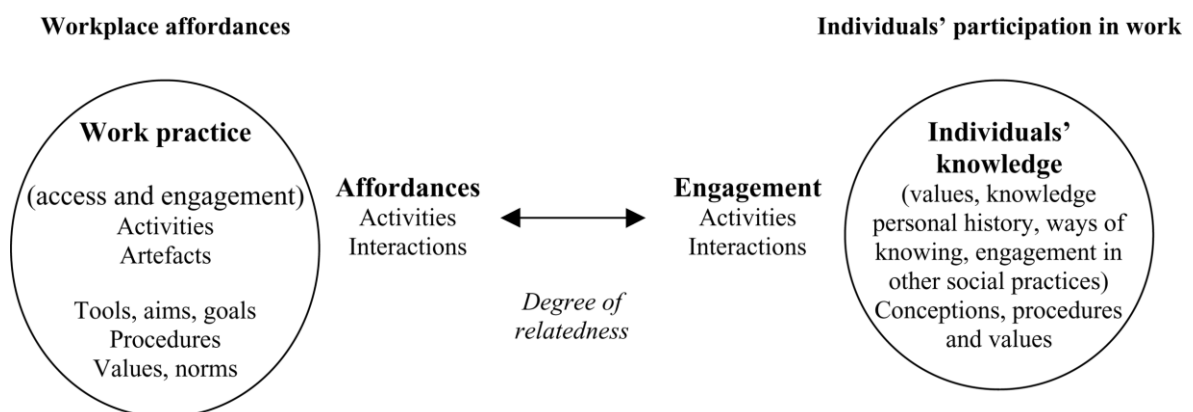 Workplace affordances
Individuals' participation in work
Work practice
(access and engagement)
Activities
Artefacts
Tools, aims, goals
Procedures
Values, norms
Affordances
Activities
Interactions
Degree of
relatedness
Engagement
Activities
Interactions
Individuals'
knowledge
(values, knowledge
personal history, ways of
knowing, engagement in
other social practices)
Conceptions, procedures
and values